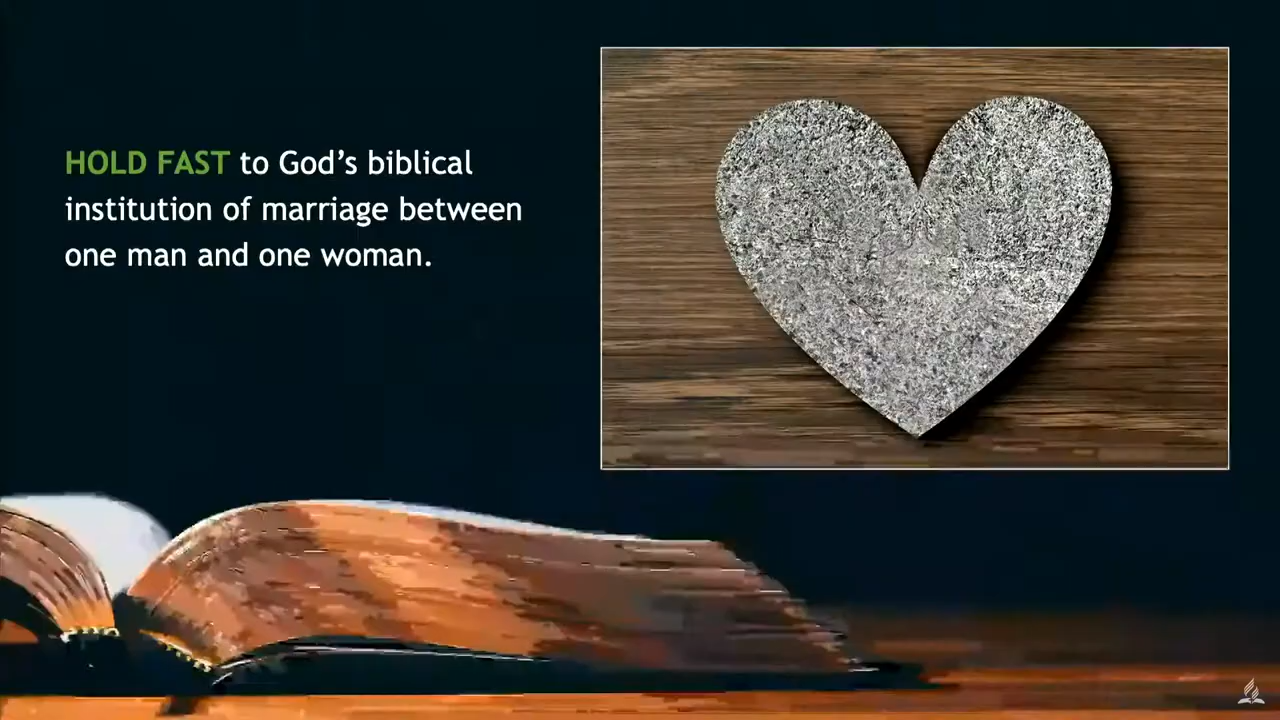 HOLD FAST to God’s biblical
institution of marriage between
one man and one woman.